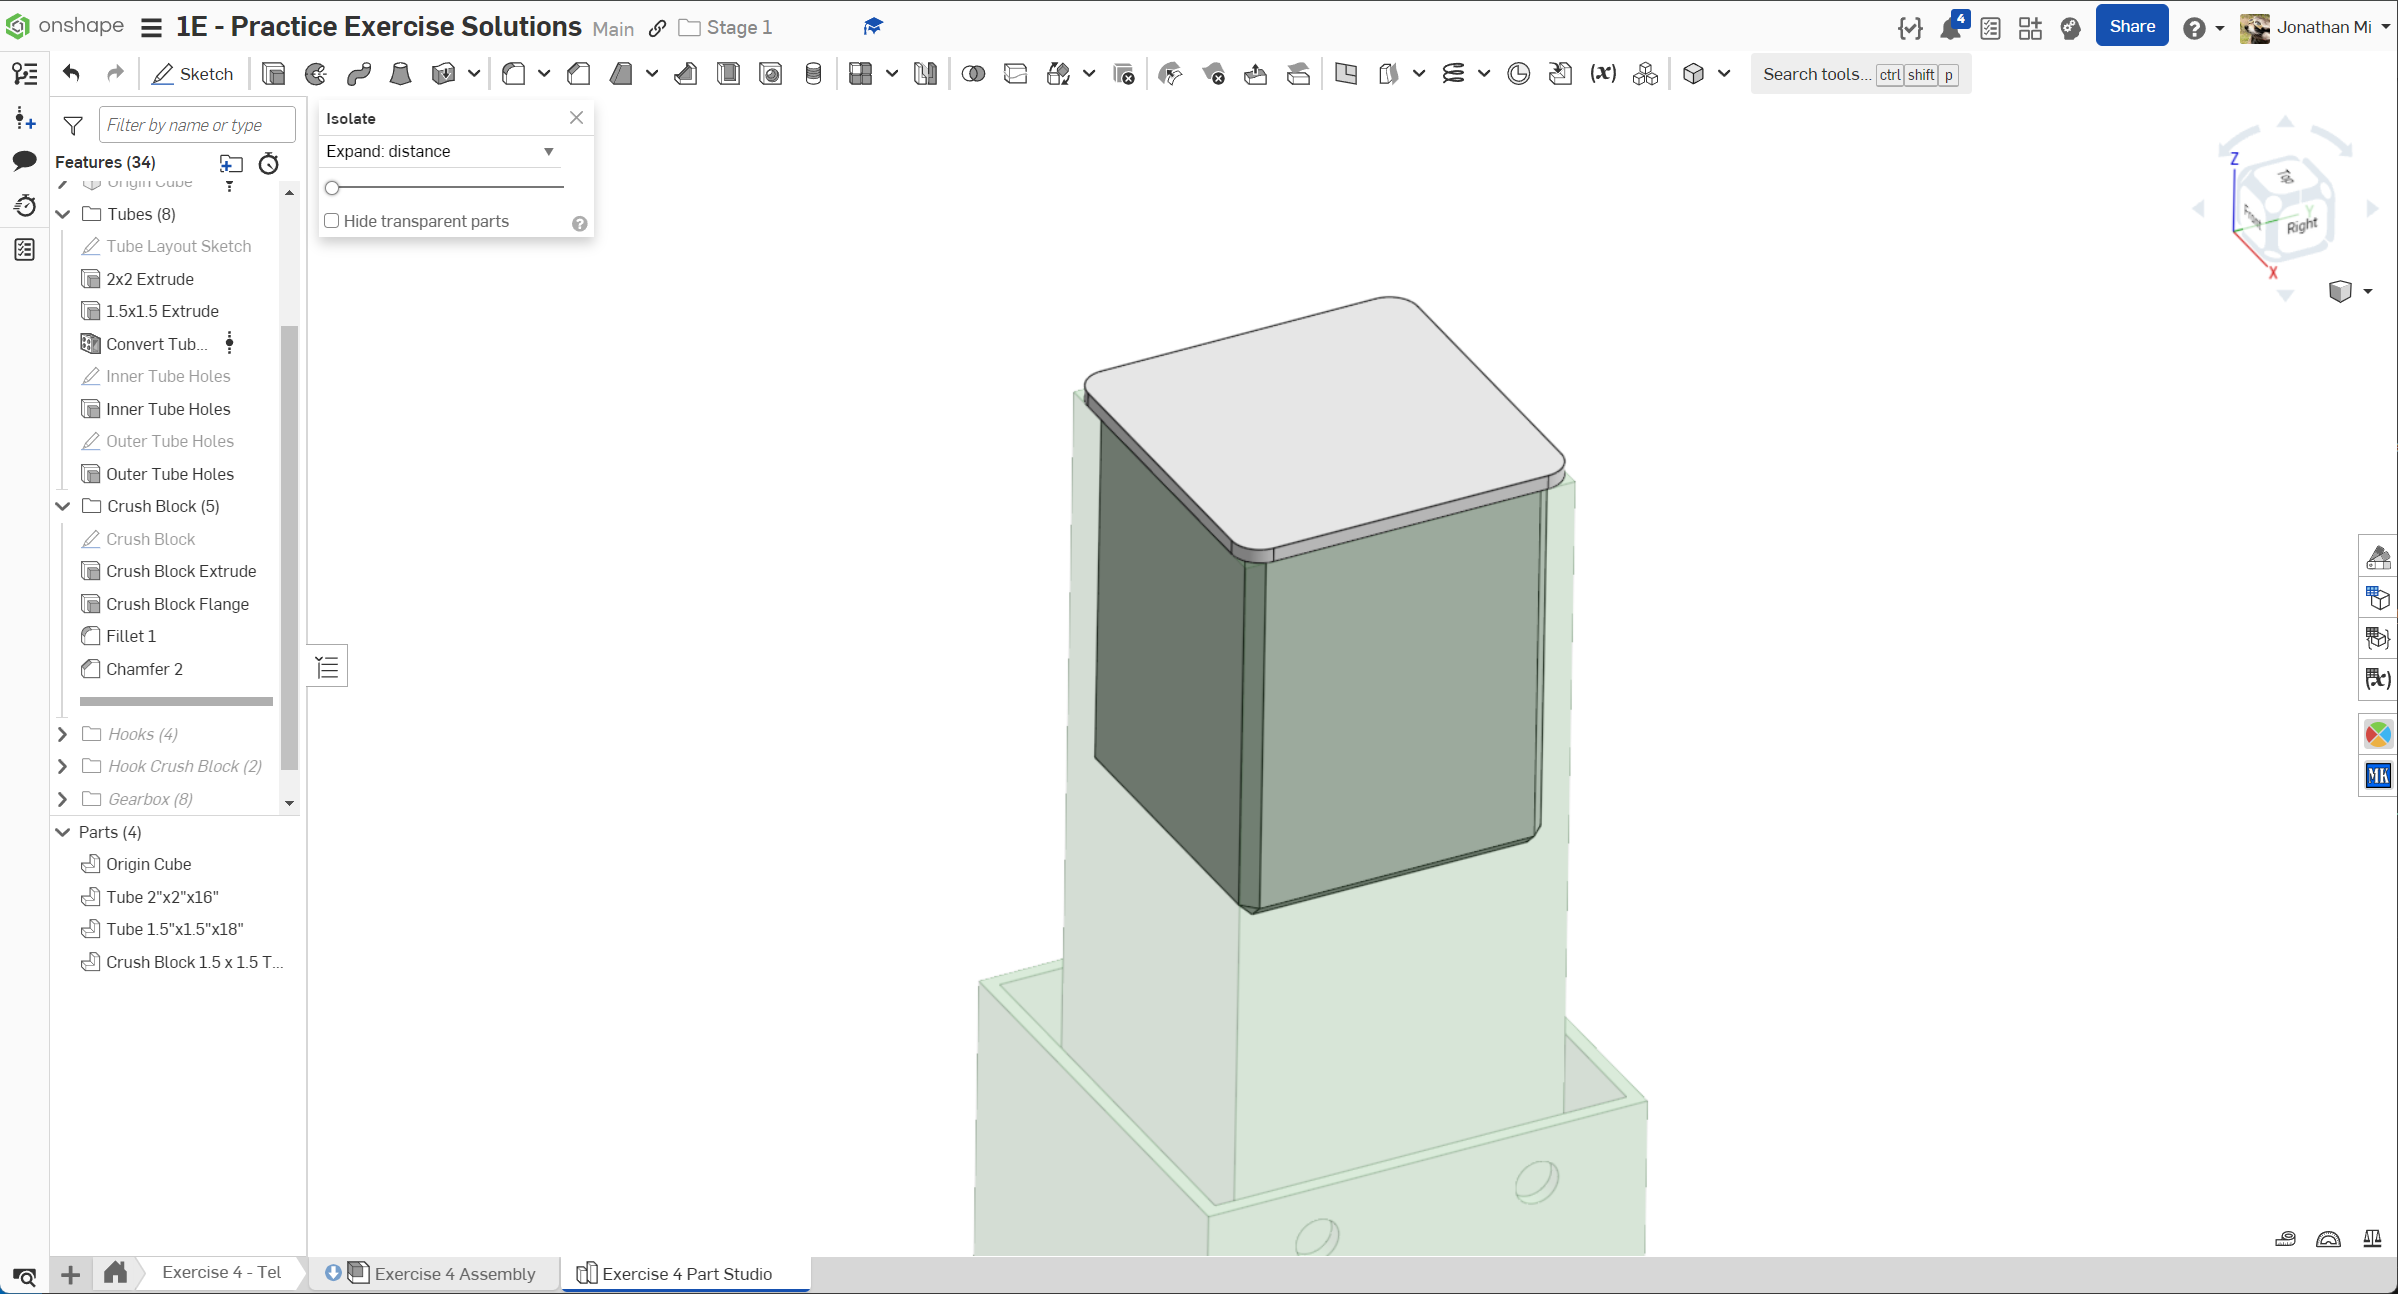 onshape
1E - Practice Exercise Solutions Main Stage 1
4
Share
Jonathan Mi
Sketch
(x)
Search tools... ctrl shift p
Filter by name or type
Features (34)
Origin Cube
Tubes (8)
Tube Layout Sketch
2x2 Extrude
1.5x1.5 Extrude
Convert Tub...
Inner Tube Holes
Inner Tube Holes
Outer Tube Holes
Outer Tube Holes
Crush Block (5)
Crush Block
Crush Block Extrude
Crush Block Flange
Fillet 1
Chamfer 2
Hooks (4)
Hook Crush Block (2)
Gearbox (8)
Parts (4)
Origin Cube
Tube 2"x2"x16"
Tube 1.5"x1.5"x18"
Crush Block 1.5 x 1.5 T...
Isolate
Expand: distance
Hide transparent parts
Z
Top
Front
Y
Right
X
(x)
MK
Exercise 4 - Tel
Exercise 4 Assembly
Exercise 4 Part Studio